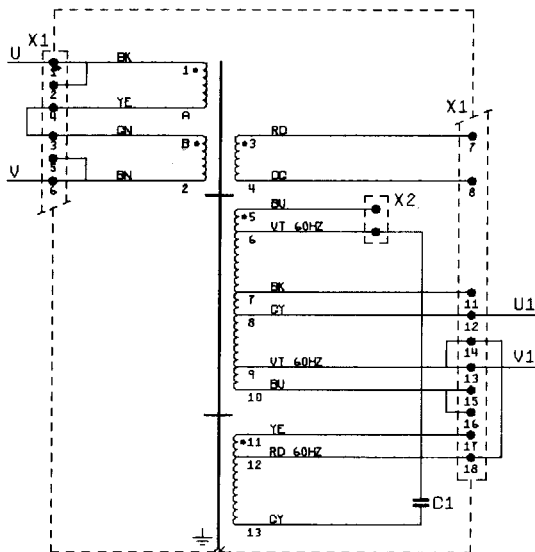 X1
U
BK
1
1
2
YE
4
A
X1
GN
B
RD
3
3
7
5
V
BN
2
4
6
8
BU
X2
5
VT 60HZ
6
BK
7
11
GY
U1
8
12
14
V1
VT 60HZ
9
13
BU
10
15
16
YE
11
17
RD 60HZ
12
18
C1
GY
13